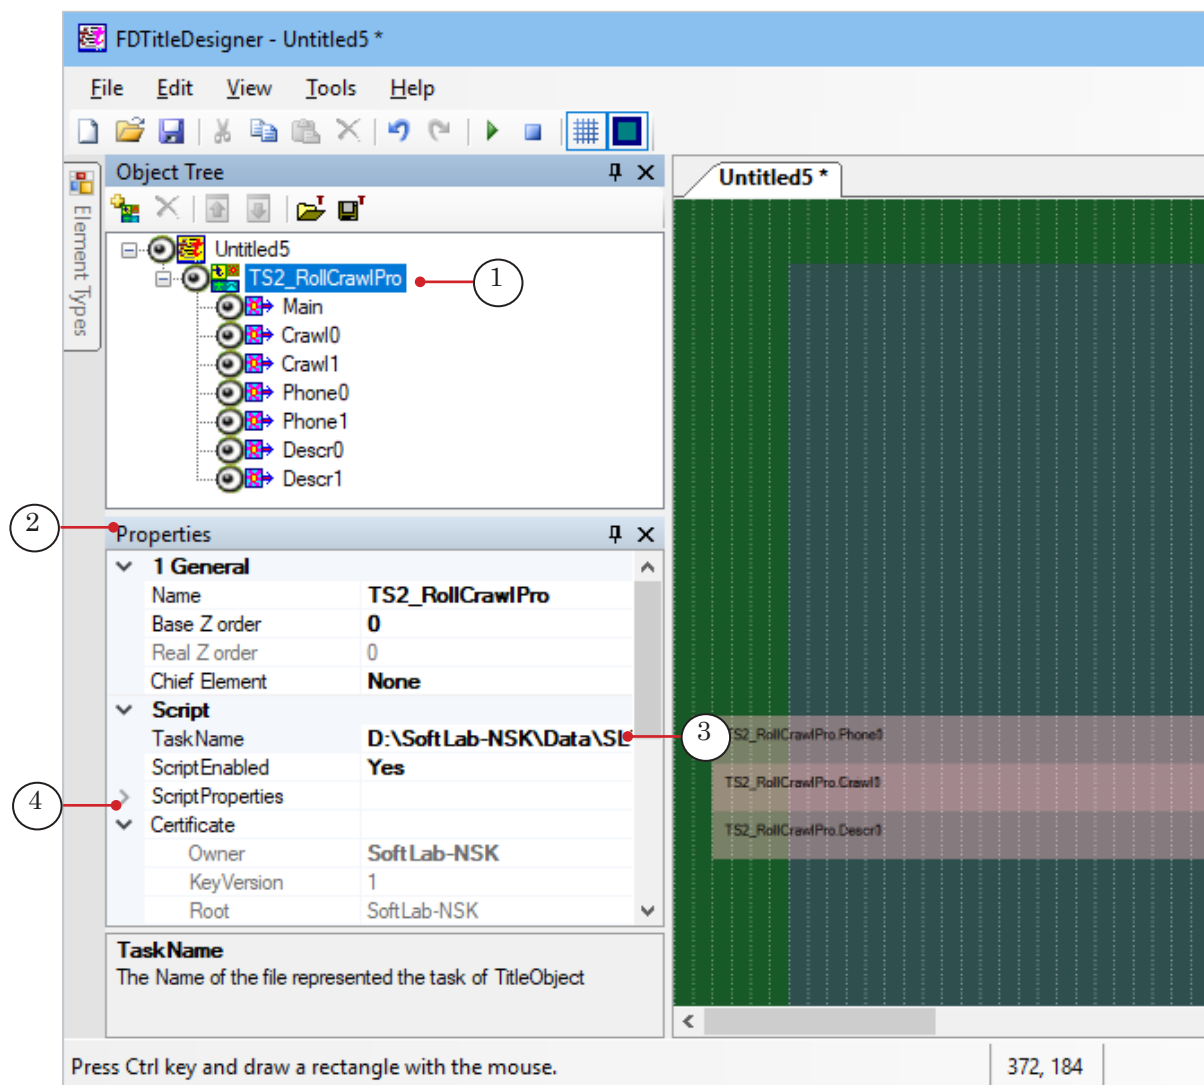 FDTitleDesigner - Untitled5 *
File Edit View Tools Help
Object Tree
Untitled5 *
Element Types
Untitled5
TS2_RollCrawlPro
1
Main
Crawl0
Crawl1
Phone0
Phone1
Descr0
Descr1
2
Properties
1 General
Name TS2_RollCrawlPro
Base Z order 0
Real Z order 0
Chief Element None
Script
TaskName D:\SoftLab-NSK\Data\SL
3
TS2_RollCrawlPro.Phone0
ScriptEnabled Yes
TS2_RollCrawlPro.Crawl0
4
ScriptProperties
Certificate
TS2_RollCrawlPro.Descr0
Owner SoftLab-NSK
KeyVersion 1
Root SoftLab-NSK
TaskName
The Name of the file represented the task of TitleObject
Press Ctrl key and draw a rectangle with the mouse.
372, 184